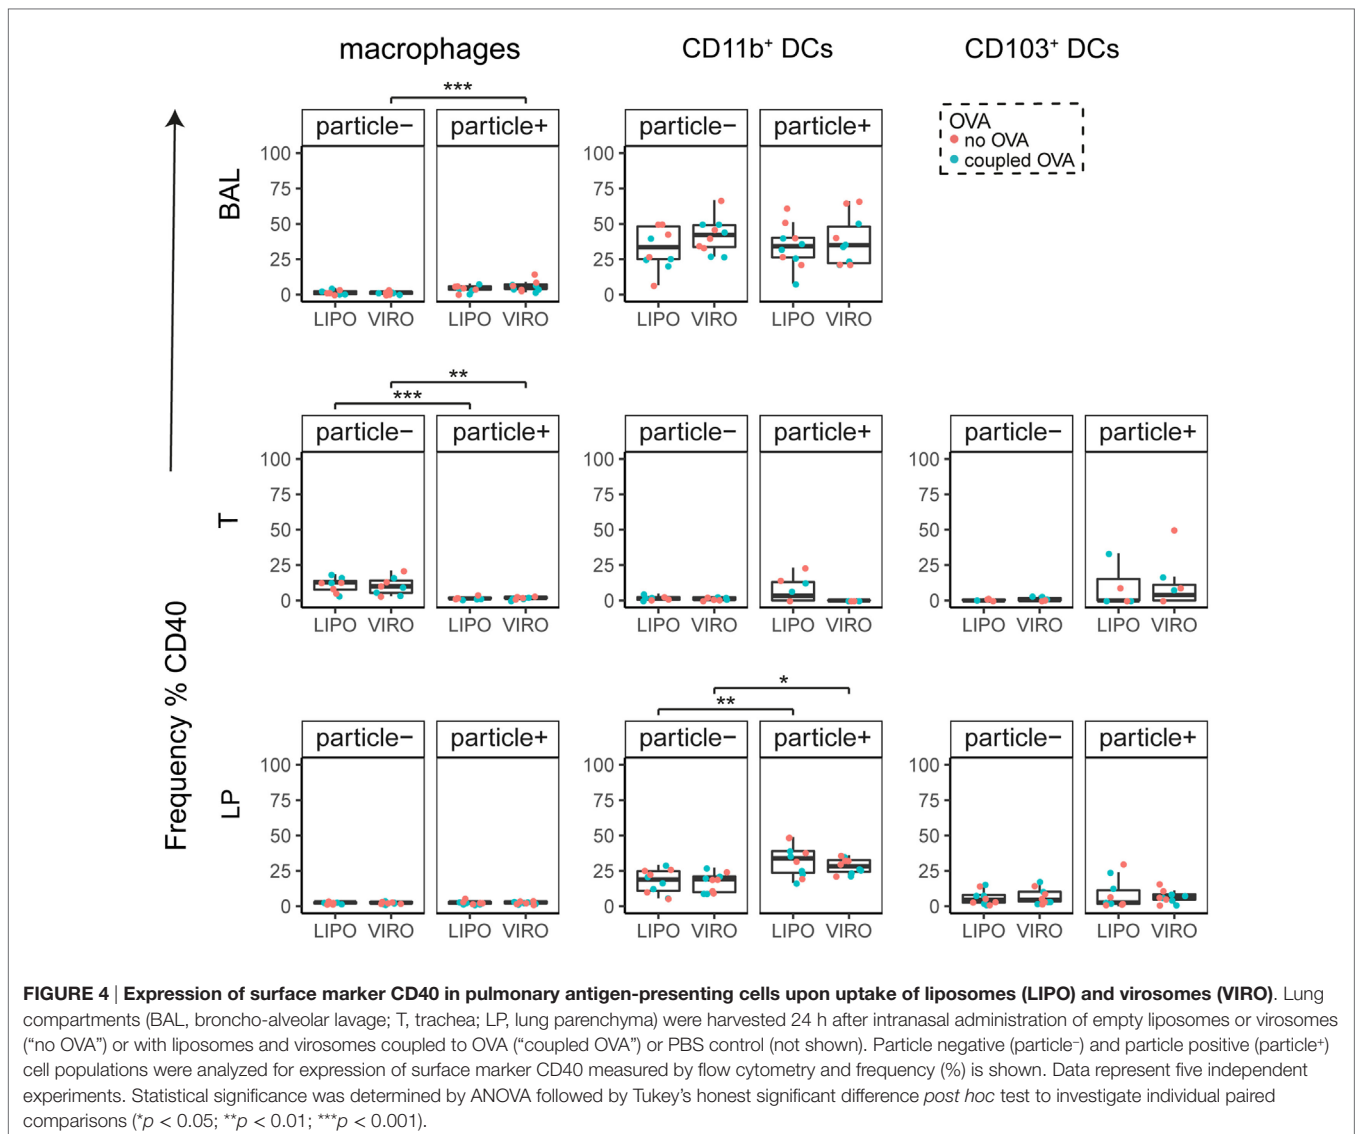 macrophages CD11b⁺ DCs CD103⁺ DCs
***
particle− particle+ particle− particle+
OVA
no OVA
coupled OVA
BAL
100 100
75 75
50 50
25 25
0 0
LIPO VIRO LIPO VIRO LIPO VIRO LIPO VIRO
**
***
particle− particle+ particle− particle+ particle− particle+
T
100 100 100
75 75 75
50 50 50
25 25 25
0 0 0
LIPO VIRO LIPO VIRO LIPO VIRO LIPO VIRO LIPO VIRO LIPO VIRO
Frequency % CD40
*
**
particle− particle+ particle− particle+ particle− particle+
LP
100 100 100
75 75 75
50 50 50
25 25 25
0 0 0
LIPO VIRO LIPO VIRO LIPO VIRO LIPO VIRO LIPO VIRO LIPO VIRO
FIGURE 4 | Expression of surface marker CD40 in pulmonary antigen-presenting cells upon uptake of liposomes (LIPO) and virosomes (VIRO). Lung
compartments (BAL, broncho-alveolar lavage; T, trachea; LP, lung parenchyma) were harvested 24 h after intranasal administration of empty liposomes or virosomes
(“no OVA”) or with liposomes and virosomes coupled to OVA (“coupled OVA”) or PBS control (not shown). Particle negative (particle⁻) and particle positive (particle⁺)
cell populations were analyzed for expression of surface marker CD40 measured by flow cytometry and frequency (%) is shown. Data represent five independent
experiments. Statistical significance was determined by ANOVA followed by Tukey’s honest significant difference post hoc test to investigate individual paired
comparisons (*p < 0.05; **p < 0.01; ***p < 0.001).